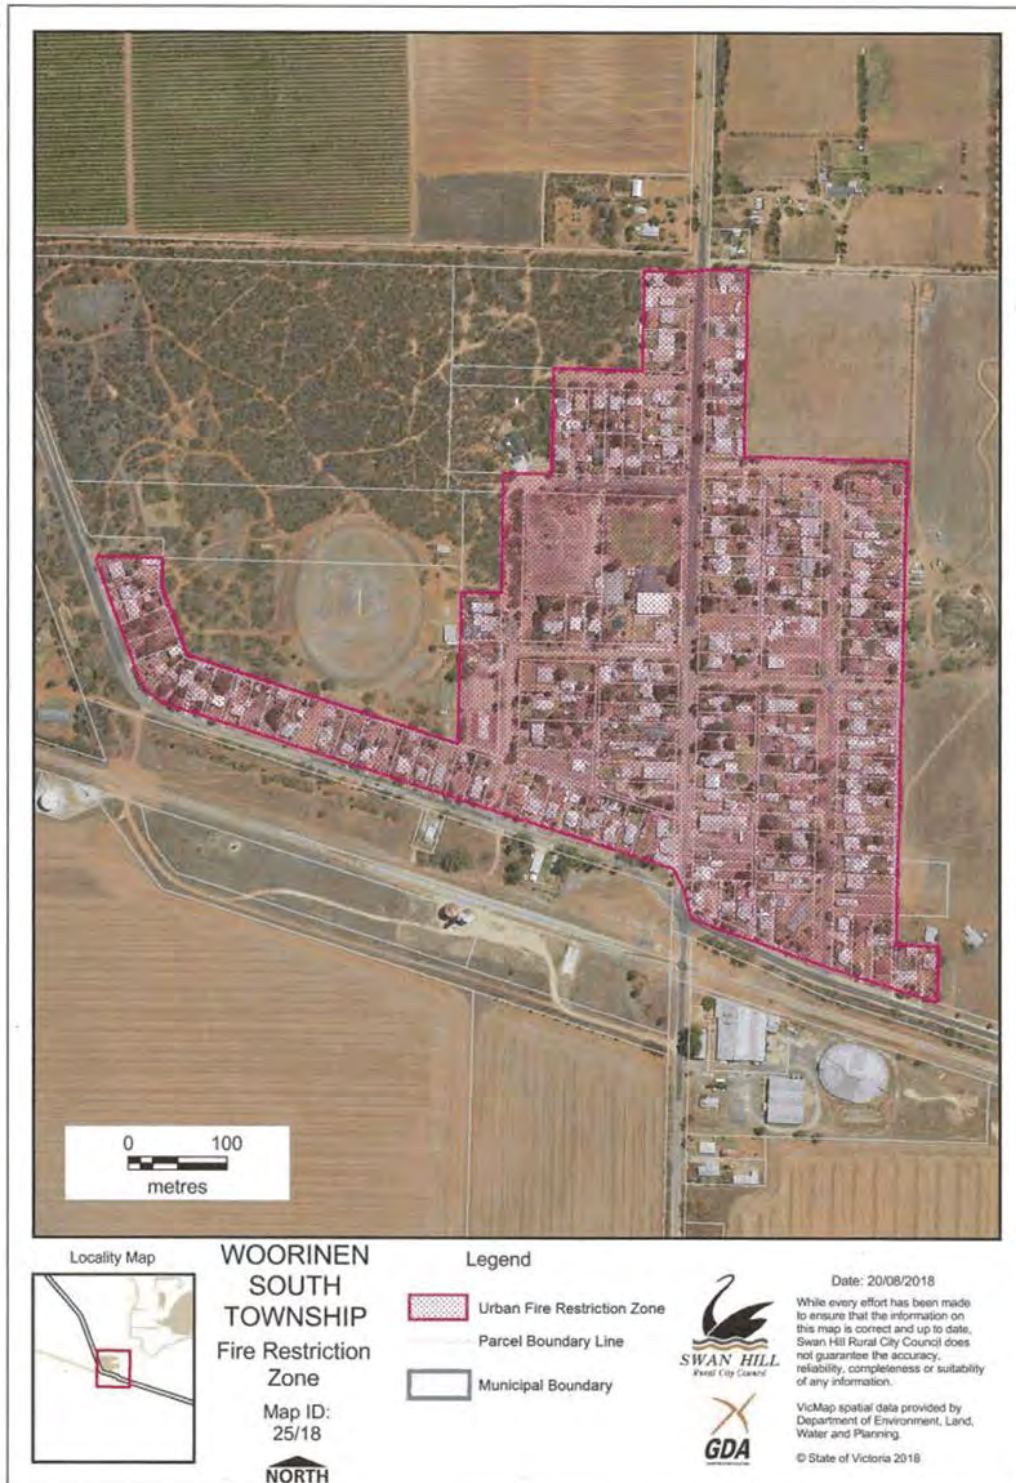 0 100
metres
Locality Map
WOORINEN
SOUTH
TOWNSHIP
Fire Restriction
Zone
Map ID:
25/18
NORTH
Legend
Urban Fire Restriction Zone
Parcel Boundary Line
Municipal Boundary
SWAN HILL
Rural City Council
GDA
Date: 20/08/2018
While every effort has been made
to ensure that the information on
this map is correct and up to date,
Swan Hill Rural City Council does
not guarantee the accuracy,
reliability, completeness or suitability
of any information.
VicMap spatial data provided by
Department of Environment, Land,
Water and Planning.
© State of Victoria 2018